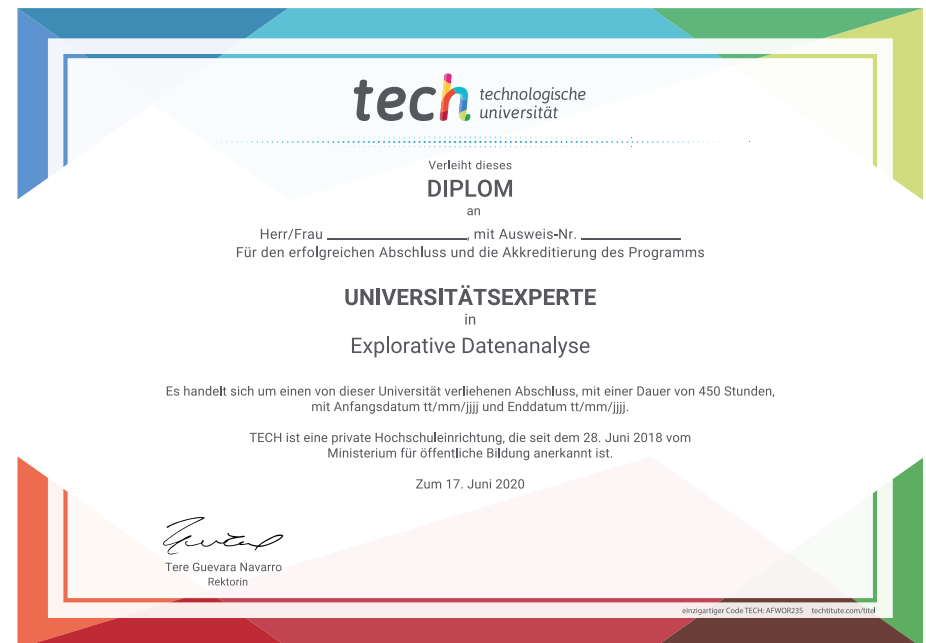 tech technologische
universität
Verleiht dieses
DIPLOM
an
Herr/Frau ____________________, mit Ausweis-Nr. ______________
Für den erfolgreichen Abschluss und die Akkreditierung des Programms
UNIVERSITÄTSEXPERTE
in
Explorative Datenanalyse
Es handelt sich um einen von dieser Universität verliehenen Abschluss, mit einer Dauer von 450 Stunden,
mit Anfangsdatum tt/mm/jjjj und Enddatum tt/mm/jjjj.
TECH ist eine private Hochschuleinrichtung, die seit dem 28. Juni 2018 vom
Ministerium für öffentliche Bildung anerkannt ist.
Zum 17. Juni 2020
Tere Guevara Navarro
Rektorin
einzigartiger Code TECH: AFWOR23S techtitute.com/titel